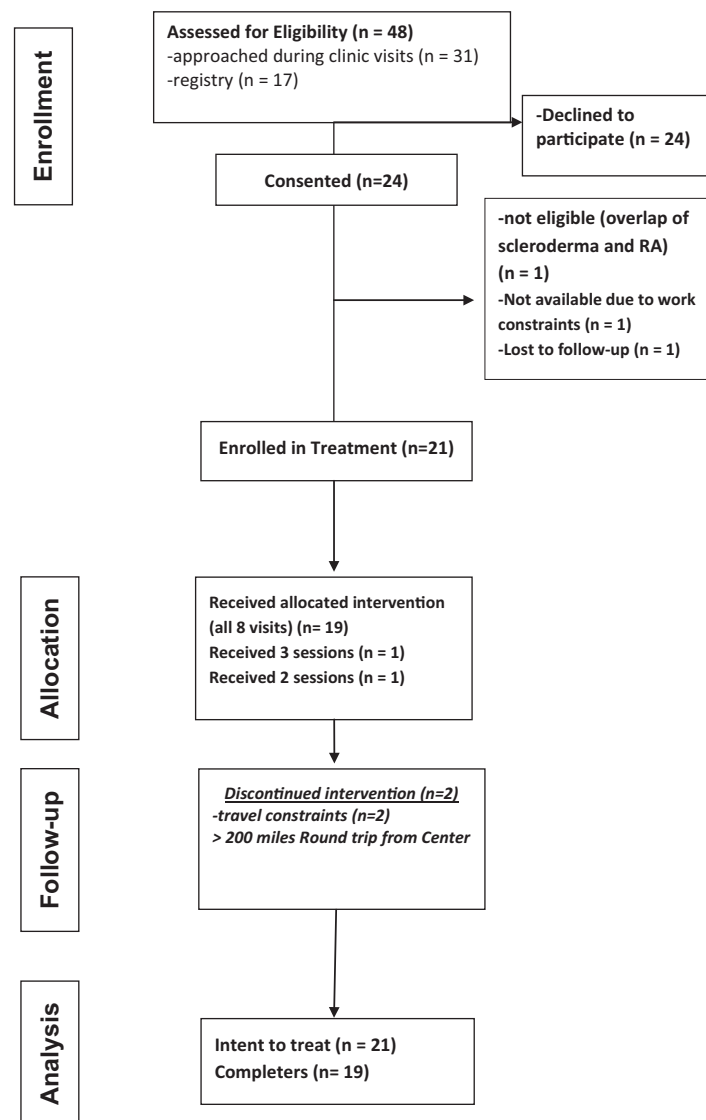 Enrollment
Assessed for Eligibility (n = 48)
-approached during clinic visits (n = 31)
-registry (n = 17)
-Declined to
participate (n = 24)
Consented (n=24)
-not eligible (overlap of
scleroderma and RA)
(n = 1)
-Not available due to work
constraints (n = 1)
-Lost to follow-up (n = 1)
Enrolled in Treatment (n=21)
Allocation
Received allocated intervention
(all 8 visits) (n= 19)
Received 3 sessions (n = 1)
Received 2 sessions (n = 1)
Follow-up
Discontinued intervention (n=2)
-travel constraints (n=2)
> 200 miles Round trip from Center
Analysis
Intent to treat (n = 21)
Completers (n= 19)